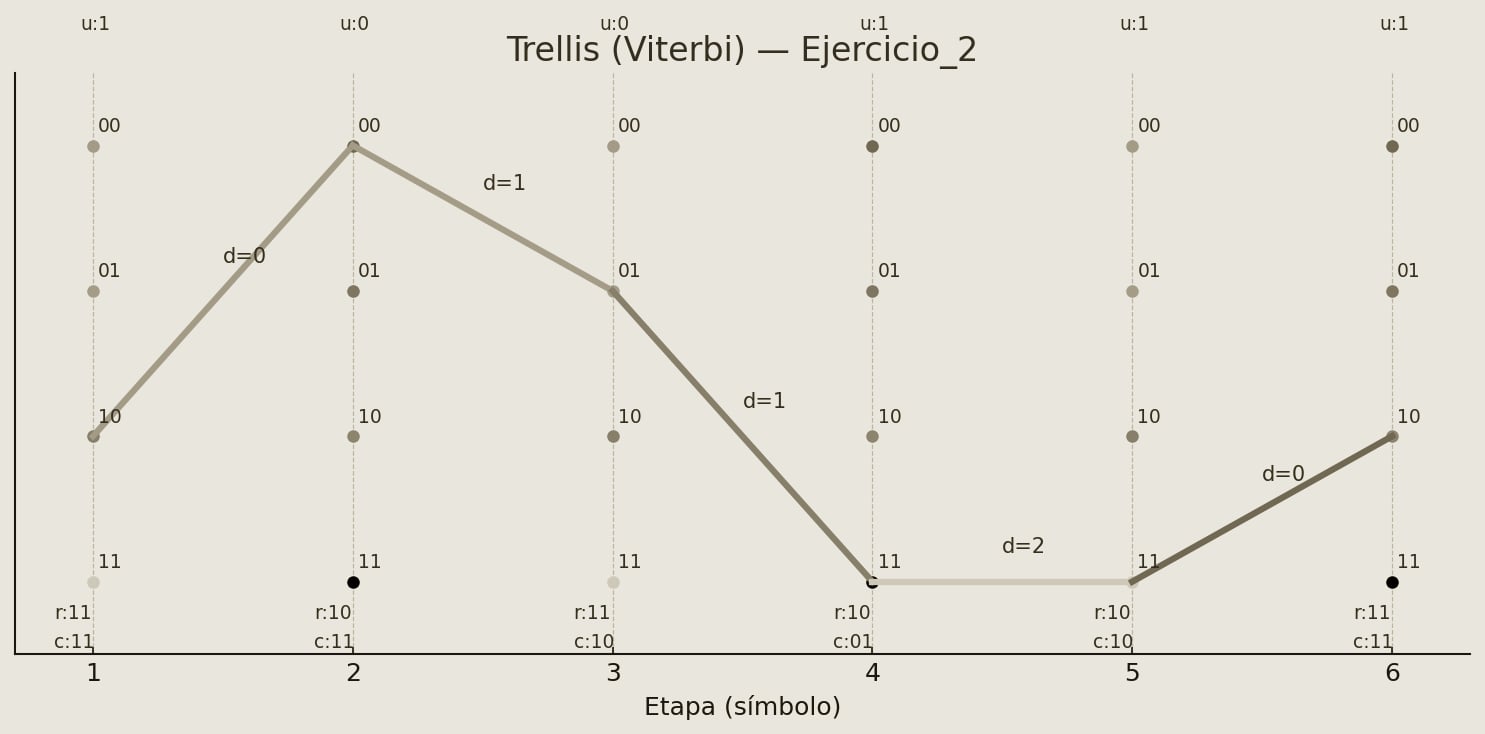 u:1 u:0 u:0 u:1 u:1 u:1
Trellis (Viterbi) — Ejercicio_2
00 00 00 00 00 00
d=1
d=0
01 01 01 01 01 01
d=1
10 10 10 10 10 10
d=0
d=2
11 11 11 11 11 11
r:11 r:10 r:11 r:10 r:10 r:11
c:11 c:11 c:10 c:01 c:10 c:11
1 2 3 4 5 6
Etapa (símbolo)